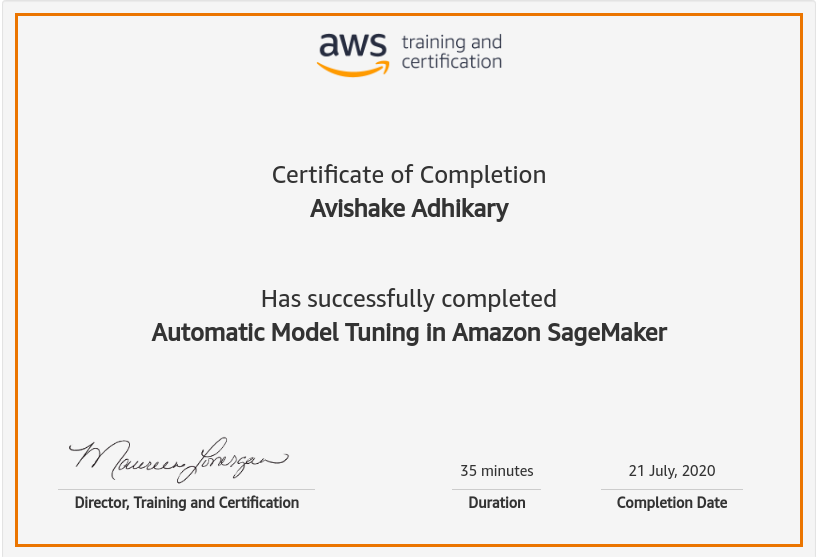 aws training and
certification
Certificate of Completion
Avishake Adhikary
Has successfully completed
Automatic Model Tuning in Amazon SageMaker
Maureen Lonergan
Director, Training and Certification
35 minutes
Duration
21 July, 2020
Completion Date